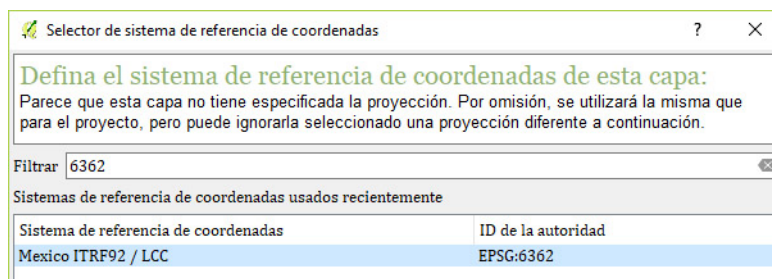 Selector de sistema de referencia de coordenadas ? ×
Defina el sistema de referencia de coordenadas de esta capa:
Parece que esta capa no tiene especificada la proyección. Por omisión, se utilizará la misma que
para el proyecto, pero puede ignorarla seleccionado una proyección diferente a continuación.
Filtrar 6362
Sistemas de referencia de coordenadas usados recientemente
Sistema de referencia de coordenadas ID de la autoridad
Mexico ITRF92 / LCC EPSG:6362